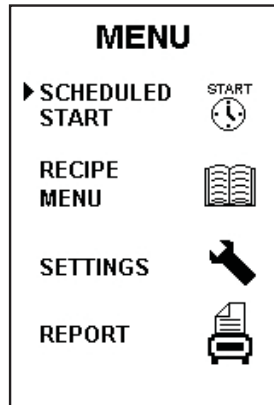 MENU
SCHEDULED
START
START
RECIPE
MENU
SETTINGS
REPORT